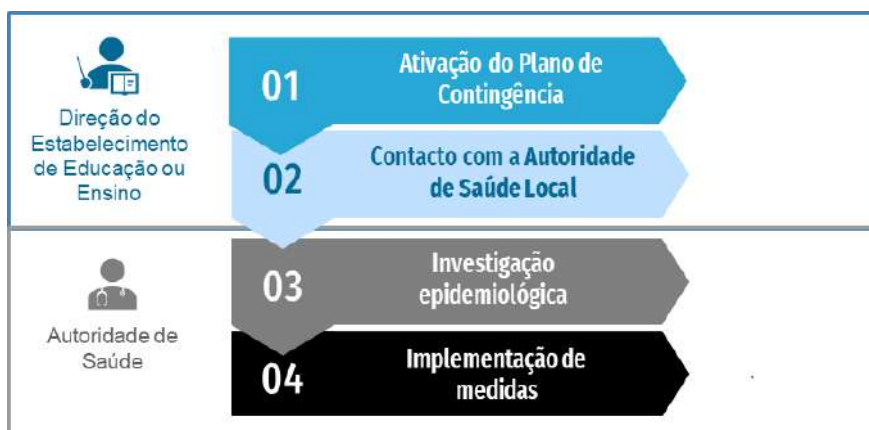 Direção do
Estabelecimento
de Educação ou
Ensino
01
Ativação do Plano de
Contingência
02
Contacto com a Autoridade
de Saúde Local
Autoridade de
Saúde
03
Investigação
epidemiológica
04
Implementação de
medidas